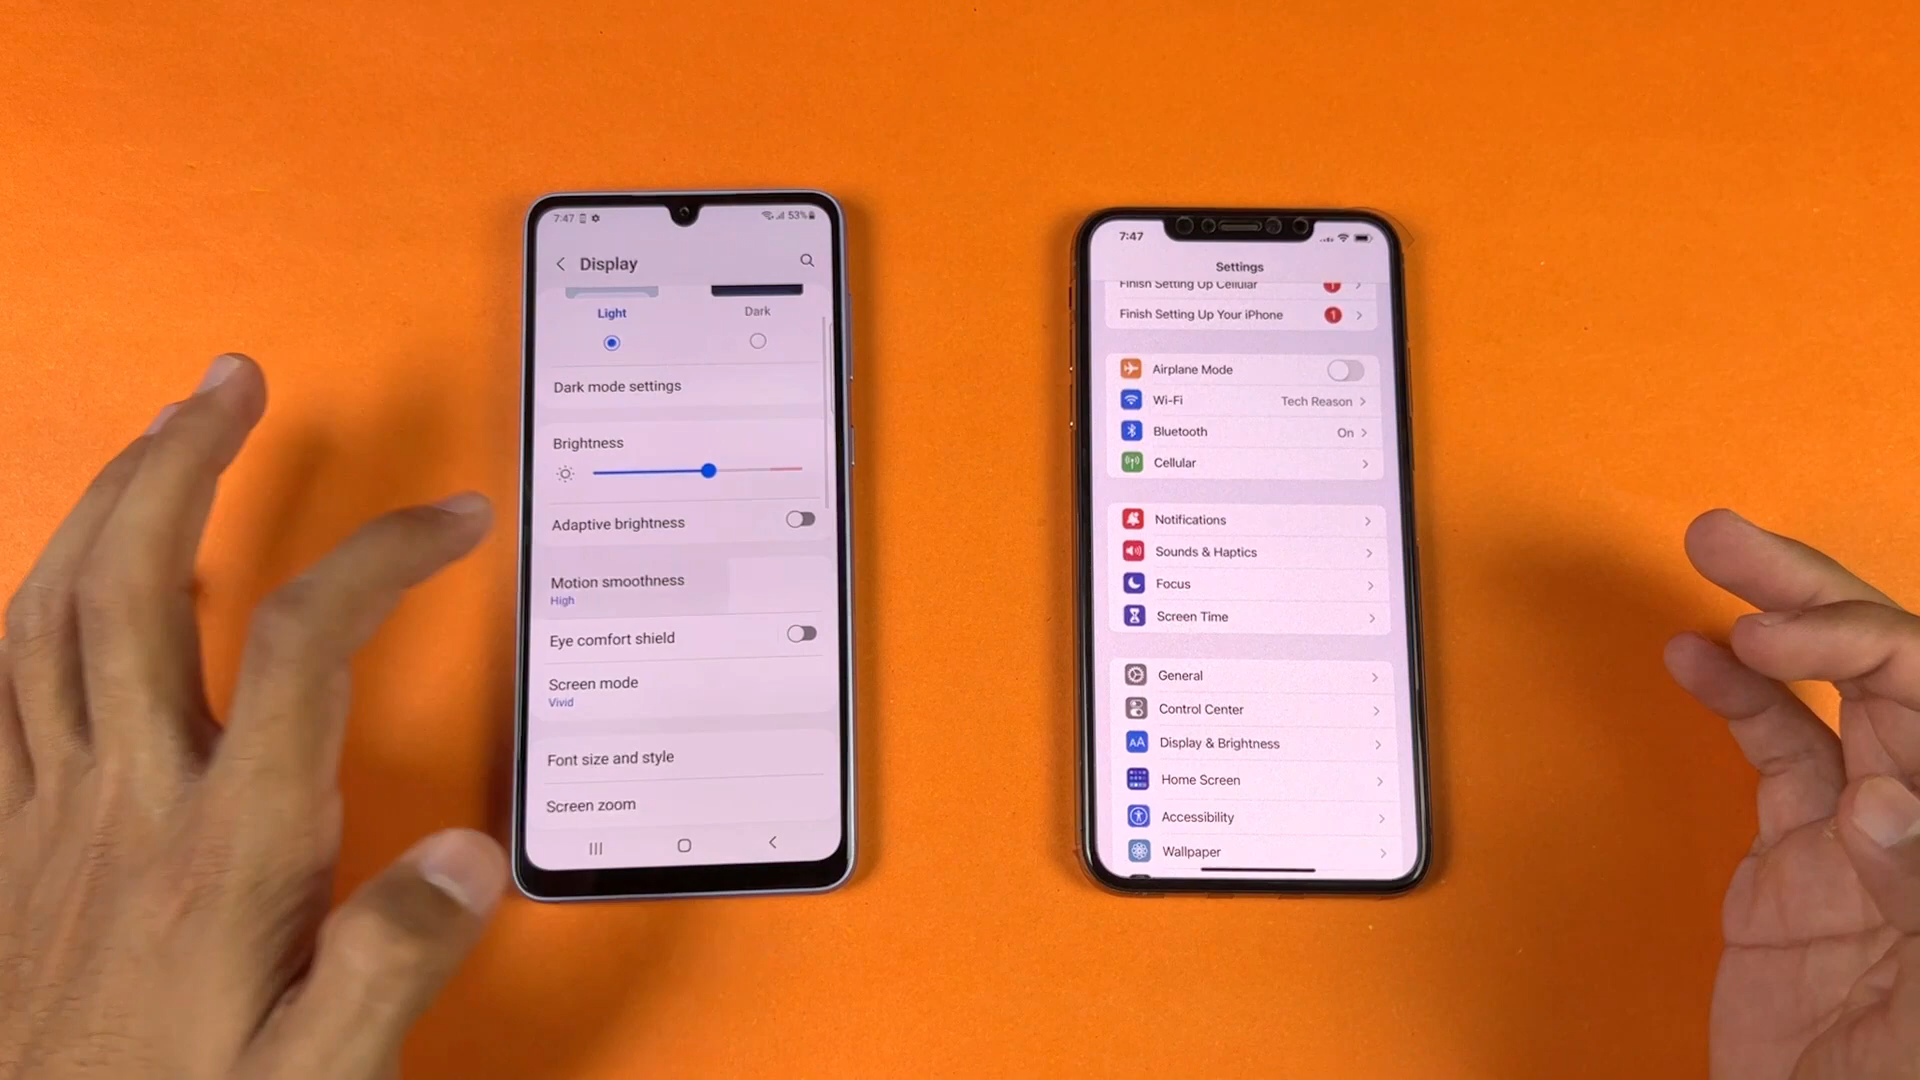 7:47
53%
Display
Light
Dark
Dark mode settings
Brightness
Adaptive brightness
Motion smoothness
High
Eye comfort shield
Screen mode
Vivid
Font size and style
Screen zoom
7:47
Settings
Finish Setting Up Cellular
1
Finish Setting Up Your iPhone
1
Airplane Mode
Wi-Fi
Tech Reason
Bluetooth
On
Cellular
Notifications
Sounds & Haptics
Focus
Screen Time
General
Control Center
AA
Display & Brightness
Home Screen
Accessibility
Wallpaper